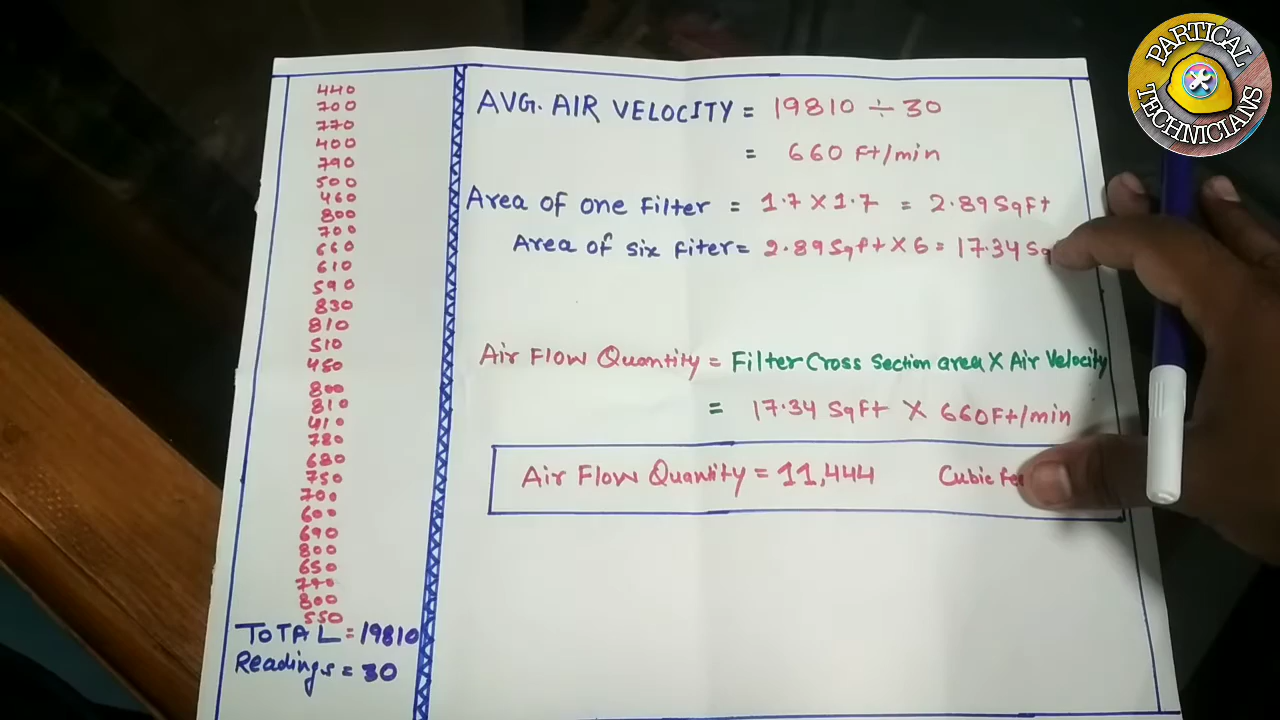 440
700
770
400
790
500
460
800
700
660
610
590
830
810
510
450
800
810
410
780
680
750
700
600
690
800
650
800
550
TOTAL = 19810
Readings = 30
AVG. AIR VELOCITY = 19810 ÷ 30
= 660 Ft/min
Area of one Filter = 1.7 X 1.7 = 2.89 SqFt
Area of six fiter = 2.89 Sqft X 6 = 17.34 Sq
Air Flow Quantity = Filter Cross Section area X Air Velocity
= 17.34 SqFt X 660Ft/min
Air Flow Quantity = 11,444 Cubic Fee
PARTICAL
TECHNICIANS